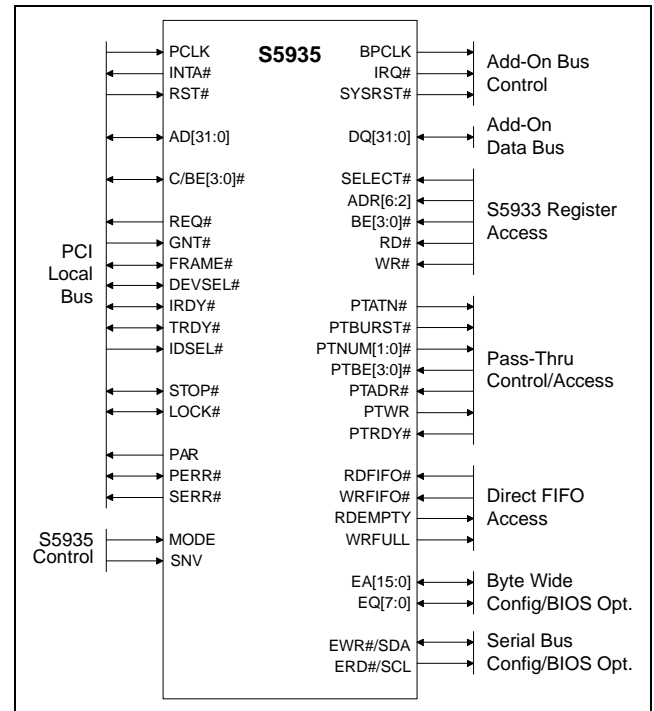 S5935
PCI
Local
Bus
PCLK
INTA#
RST#
AD[31:0]
C/BE[3:0]#
REQ#
GNT#
FRAME#
DEVSEL#
IRDY#
TRDY#
IDSEL#
STOP#
LOCK#
PAR
PERR#
SERR#
S5935
Control
MODE
SNV
BPCLK
IRQ#
SYSRST#
Add-On Bus
Control
DQ[31:0]
Add-On
Data Bus
SELECT#
ADR[6:2]
BE[3:0]#
RD#
WR#
S5933 Register
Access
PTATN#
PTBURST#
PTNUM[1:0]#
PTBE[3:0]#
PTADR#
PTWR
PTRDY#
Pass-Thru
Control/Access
RDFIFO#
WRFIFO#
RDEMPTY
WRFULL
Direct FIFO
Access
EA[15:0]
EQ[7:0]
Byte Wide
Config/BIOS Opt.
EWR#/SDA
ERD#/SCL
Serial Bus
Config/BIOS Opt.